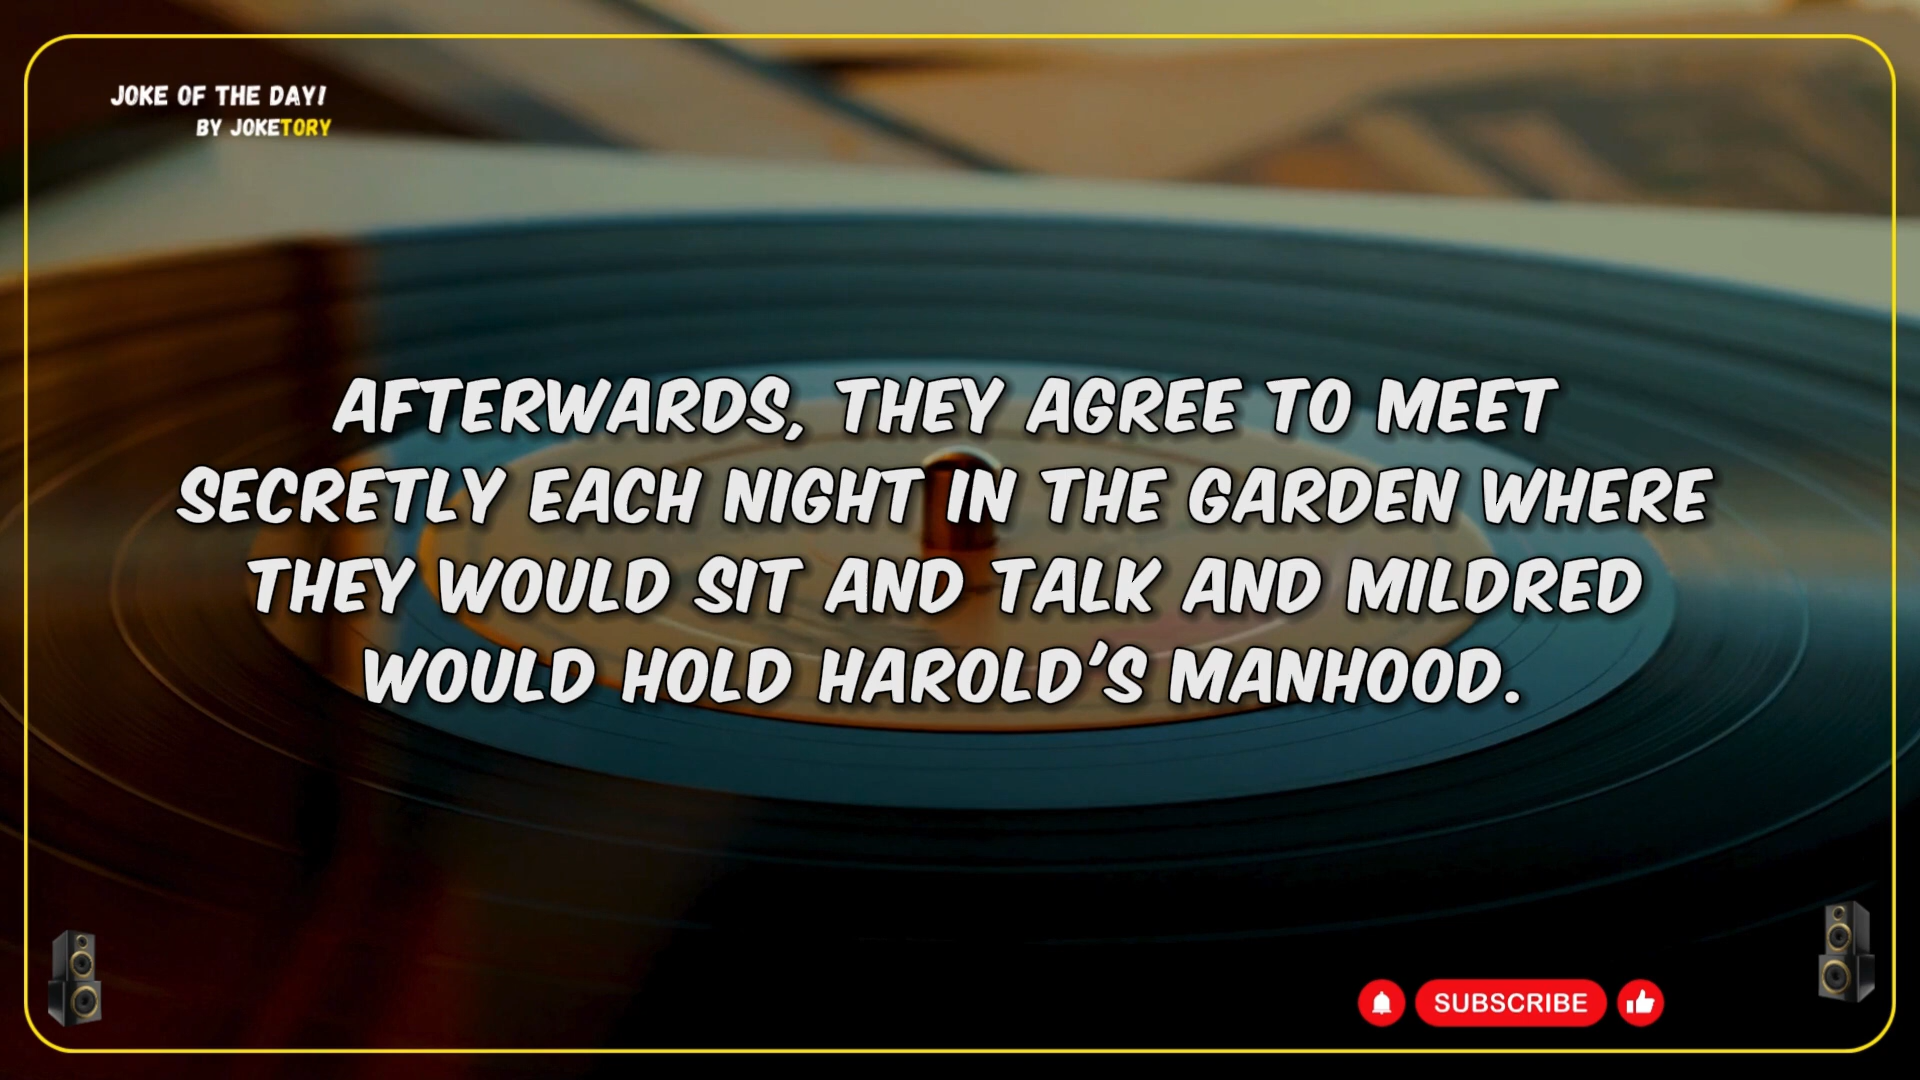 JOKE OF THE DAY!
BY JOKETORY
AFTERWARDS, THEY AGREE TO MEET
SECRETLY EACH NIGHT IN THE GARDEN WHERE
THEY WOULD SIT AND TALK AND MILDRED
WOULD HOLD HAROLD'S MANHOOD.
SUBSCRIBE